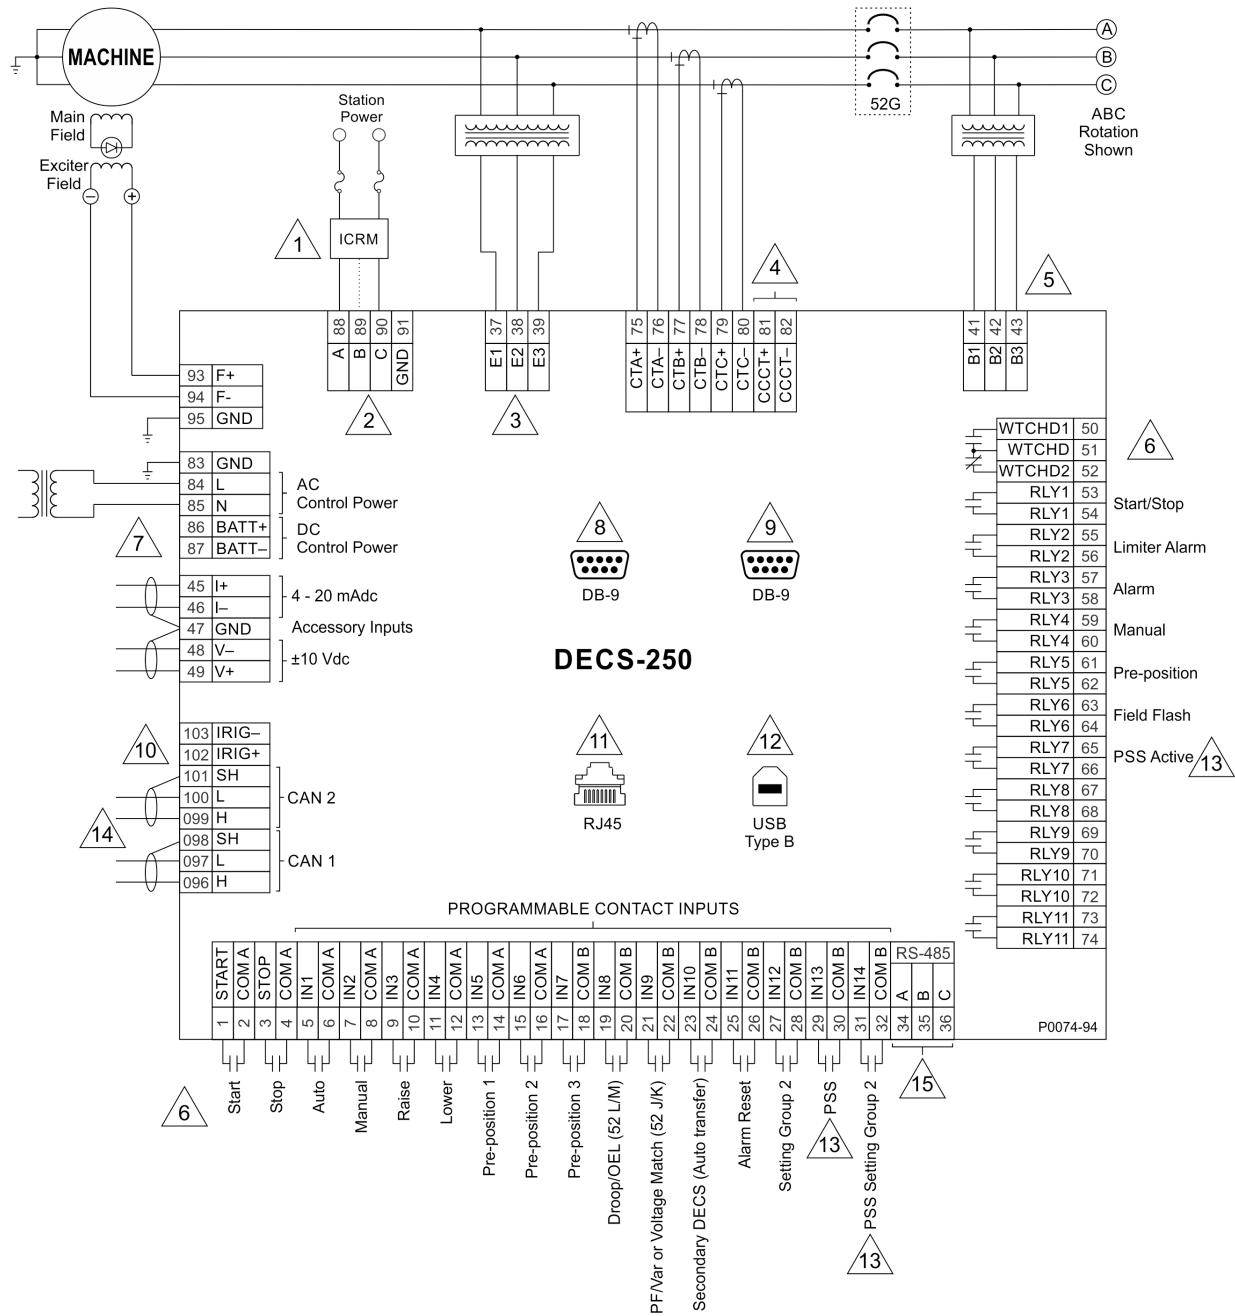 MACHINE
A
B
C
52G
ABC
Rotation
Shown
Station
Power
Main
Field
Exciter
Field
−
+
1
ICRM
4
5
88 89 90 91
A B C GND
2
37 38 39
E1 E2 E3
3
75 76 77 78 79 80 81 82
CTA+ CTA– CTB+ CTB– CTC+ CTC– CCCT+ CCCT–
41 42 43
B1 B2 B3
93 F+
94 F-
95 GND
83 GND
84 L
85 N
AC
Control Power
86 BATT+
87 BATT–
DC
Control Power
7
45 I+
46 I–
4 - 20 mAdc
47 GND
Accessory Inputs
48 V–
49 V+
±10 Vdc
8
DB-9
9
DB-9
DECS-250
10
103 IRIG–
102 IRIG+
101 SH
100 L
099 H
CAN 2
14
098 SH
097 L
096 H
CAN 1
11
RJ45
12
USB
Type B
WTCHD1 50
WTCHD 51
WTCHD2 52
6
RLY1 53
RLY1 54
Start/Stop
RLY2 55
RLY2 56
Limiter Alarm
RLY3 57
RLY3 58
Alarm
RLY4 59
RLY4 60
Manual
RLY5 61
RLY5 62
Pre-position
RLY6 63
RLY6 64
Field Flash
RLY7 65
RLY7 66
PSS Active 13
RLY8 67
RLY8 68
RLY9 69
RLY9 70
RLY10 71
RLY10 72
RLY11 73
RLY11 74
PROGRAMMABLE CONTACT INPUTS
START COM A STOP COM A IN1 COM A IN2 COM A IN3 COM A IN4 COM A IN5 COM A IN6 COM A IN7 COM B IN8 COM B IN9 COM B IN10 COM B IN11 COM B IN12 COM B IN13 COM B IN14 COM B
RS-485
A B C
1 2 3 4 5 6 7 8 9 10 11 12 13 14 15 16 17 18 19 20 21 22 23 24 25 26 27 28 29 30 31 32 34 35 36
P0074-94
6
Start
Stop
Auto
Manual
Raise
Lower
Pre-position 1
Pre-position 2
Pre-position 3
Droop/OEL (52 L/M)
PF/Var or Voltage Match (52 J/K)
Secondary DECS (Auto transfer)
Alarm Reset
Setting Group 2
PSS
13
PSS Setting Group 2
13
15